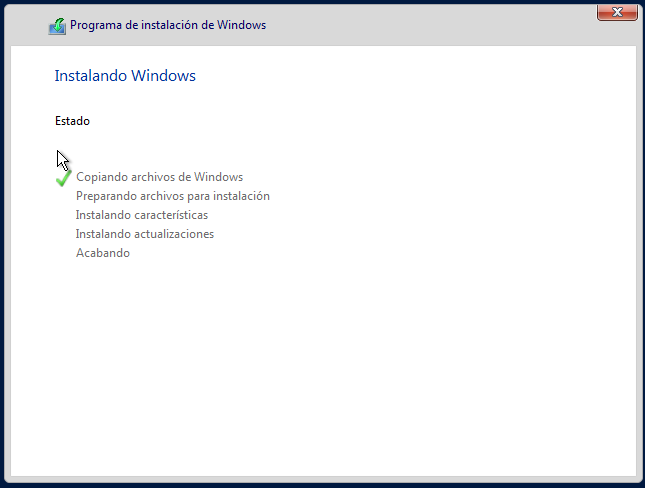 Programa de instalación de Windows
Instalando Windows
Estado
Copiando archivos de Windows
Preparando archivos para instalación
Instalando características
Instalando actualizaciones
Acabando